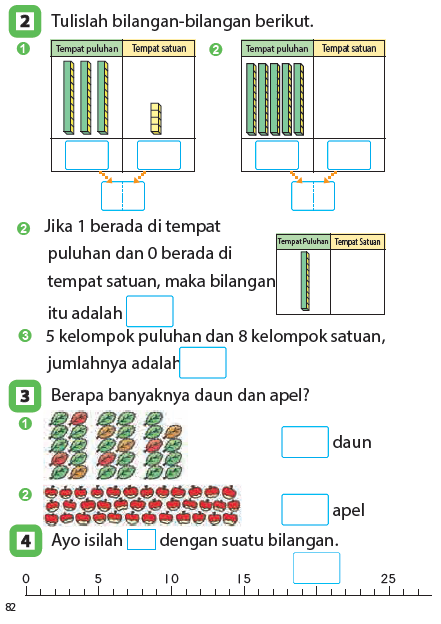 2 Tulislah bilangan-bilangan berikut.
1 Tempat puluhan Tempat satuan 2 Tempat puluhan Tempat satuan
2 Jika 1 berada di tempat
puluhan dan 0 berada di
tempat satuan, maka bilangan
itu adalah
Tempat Puluhan Tempat Satuan
3 5 kelompok puluhan dan 8 kelompok satuan,
jumlahnya adalah
3 Berapa banyaknya daun dan apel?
1 daun
2 apel
4 Ayo isilah dengan suatu bilangan.
0 5 10 15 25
82